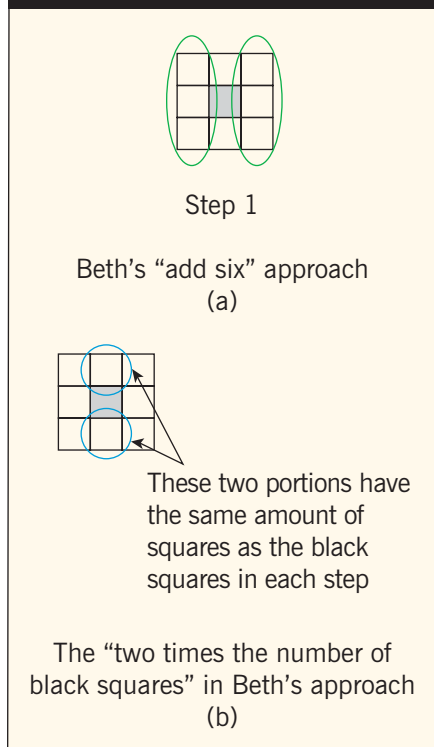 Step 1
Beth’s “add six” approach
(a)
These two portions have
the same amount of
squares as the black
squares in each step
The “two times the number of
black squares” in Beth’s approach
(b)